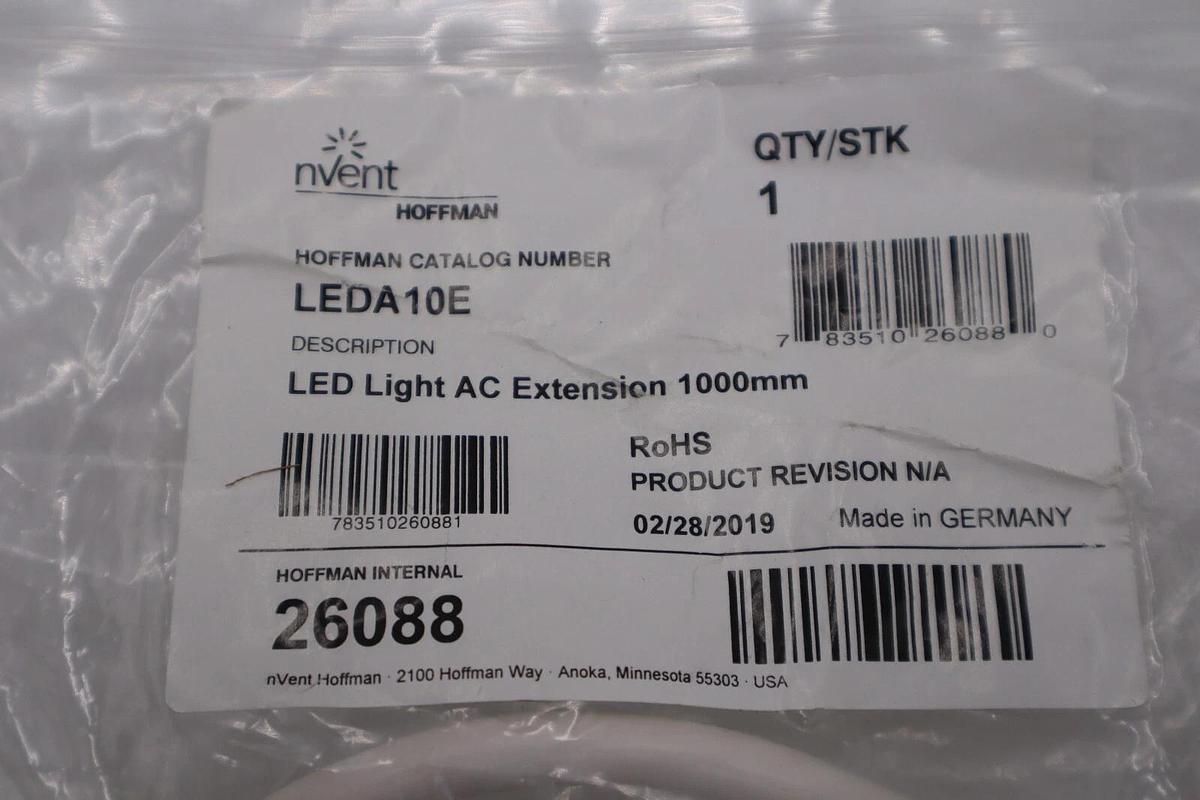 nVent
HOFFMAN
QTY/STK
1
HOFFMAN CATALOG NUMBER
LEDA10E
7 83510 26088 0
DESCRIPTION
LED Light AC Extension 1000mm
783510260881
RoHS
PRODUCT REVISION N/A
02/28/2019 Made in GERMANY
HOFFMAN INTERNAL
26088
nVent Hoffman · 2100 Hoffman Way · Anoka, Minnesota 55303 · USA